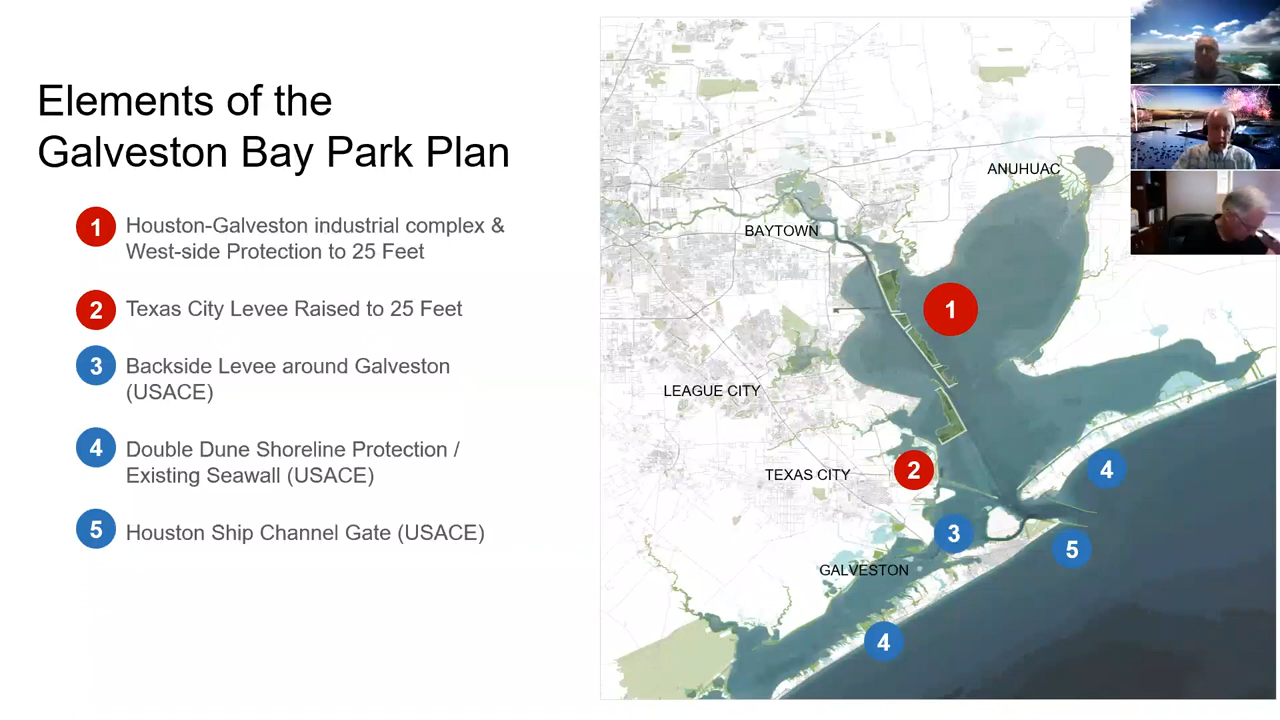 Elements of the
Galveston Bay Park Plan
1
Houston-Galveston industrial complex &
West-side Protection to 25 Feet
2
Texas City Levee Raised to 25 Feet
3
Backside Levee around Galveston
(USACE)
4
Double Dune Shoreline Protection /
Existing Seawall (USACE)
5
Houston Ship Channel Gate (USACE)
ANUHUAC
BAYTOWN
1
LEAGUE CITY
TEXAS CITY
2
4
3
5
GALVESTON
4